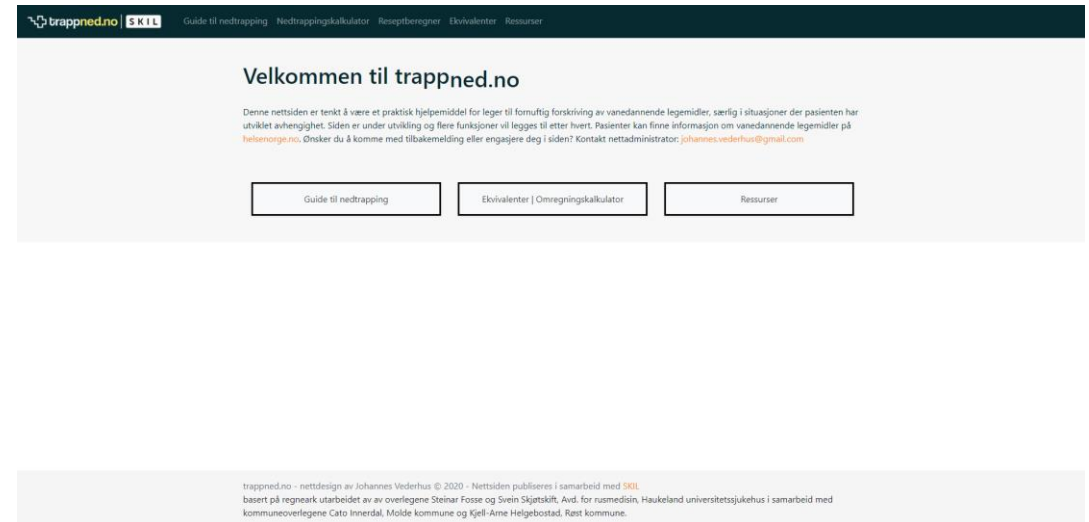 trappned.no | SKIL Guide til nedtrapping Nedtrappingskalkulator Reseptberegner Ekvivalenter Ressurser
Velkommen til trappned.no
Denne nettsiden er tenkt å være et praktisk hjelpemiddel for leger til fornuftig forskriving av vanedannende legemidler, særlig i situasjoner der pasienten har
utviklet avhengighet. Siden er under utvikling og flere funksjoner vil legges til etter hvert. Pasienter kan finne informasjon om vanedannende legemidler på
helsenorge.no. Ønsker du å komme med tilbakemelding eller engasjere deg i siden? Kontakt nettadministrator: johannes.vederhus@gmail.com
Guide til nedtrapping
Ekvivalenter | Omregningskalkulator
Ressurser
trappned.no - nettdesign av Johannes Vederhus © 2020 - Nettsiden publiseres i samarbeid med SKIL
basert på regneark utarbeidet av av overlegene Steinar Fosse og Svein Skjøtskift, Avd. for rusmedisin, Haukeland universitetssjukehus i samarbeid med
kommuneoverlegene Cato Innerdal, Molde kommune og Kjell-Arne Helgebostad, Røst kommune.